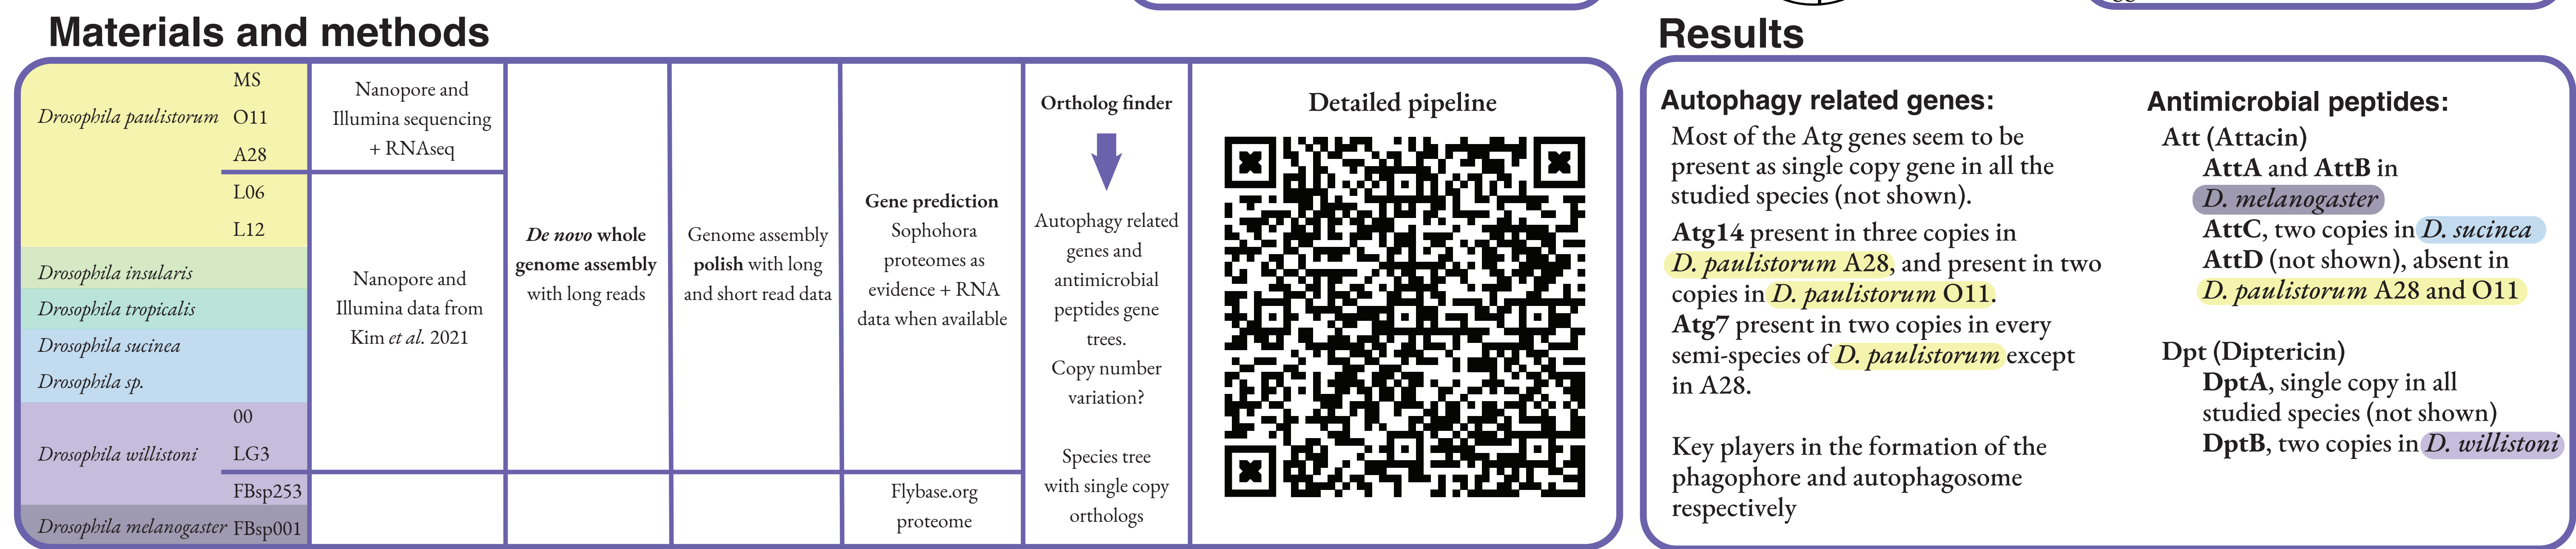 Materials and methods
Drosophila paulistorum
MS
O11
A28
L06
L12
Drosophila insularis
Drosophila tropicalis
Drosophila sucinea
Drosophila sp.
Drosophila willistoni
00
LG3
FBsp253
Drosophila melanogaster FBsp001
Nanopore and
Illumina sequencing
+ RNAseq
Nanopore and
Illumina data from
Kim et al. 2021
De novo whole
genome assembly
with long reads
Genome assembly
polish with long
and short read data
Gene prediction
Sophohora
proteomes as
evidence + RNA
data when available
Flybase.org
proteome
Ortholog finder
Autophagy related
genes and
antimicrobial
peptides gene
trees.
Copy number
variation?
Species tree
with single copy
orthologs
Detailed pipeline
Results
Autophagy related genes:
Most of the Atg genes seem to be
present as single copy gene in all the
studied species (not shown).
Atg14 present in three copies in
D. paulistorum A28, and present in two
copies in D. paulistorum O11.
Atg7 present in two copies in every
semi-species of D. paulistorum except
in A28.
Key players in the formation of the
phagophore and autophagosome
respectively
Antimicrobial peptides:
Att (Attacin)
AttA and AttB in
D. melanogaster
AttC, two copies in D. sucinea
AttD (not shown), absent in
D. paulistorum A28 and O11
Dpt (Diptericin)
DptA, single copy in all
studied species (not shown)
DptB, two copies in D. willistoni